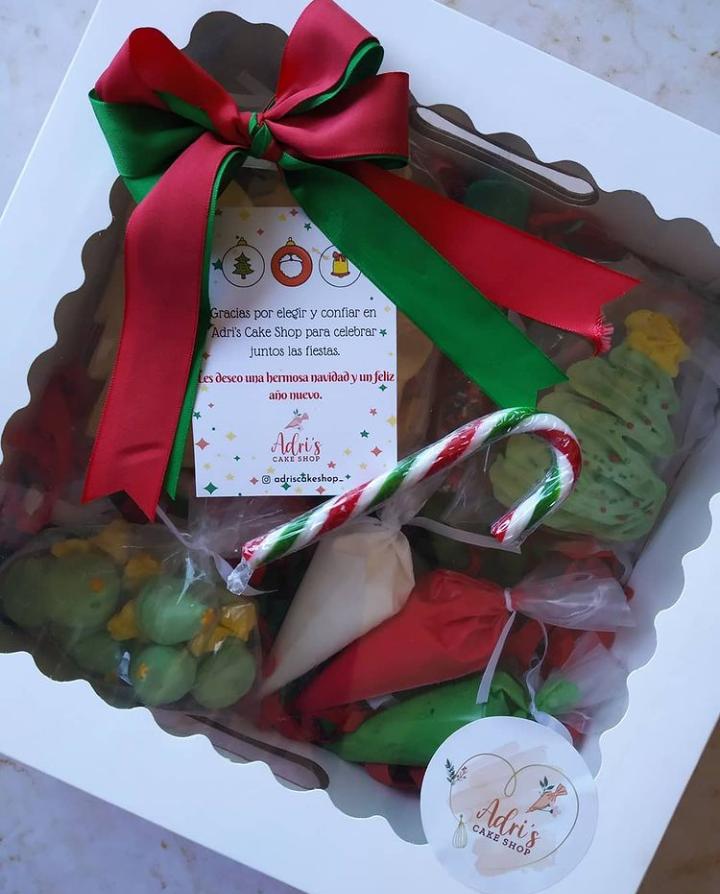 Gracias por elegir y confiar en
Adri's Cake Shop para celebrar
juntos las fiestas.
Les deseo una hermosa navidad y un feliz
año nuevo.
Adri's
CAKE SHOP
adriscakeshop_
Adri's
CAKE SHOP